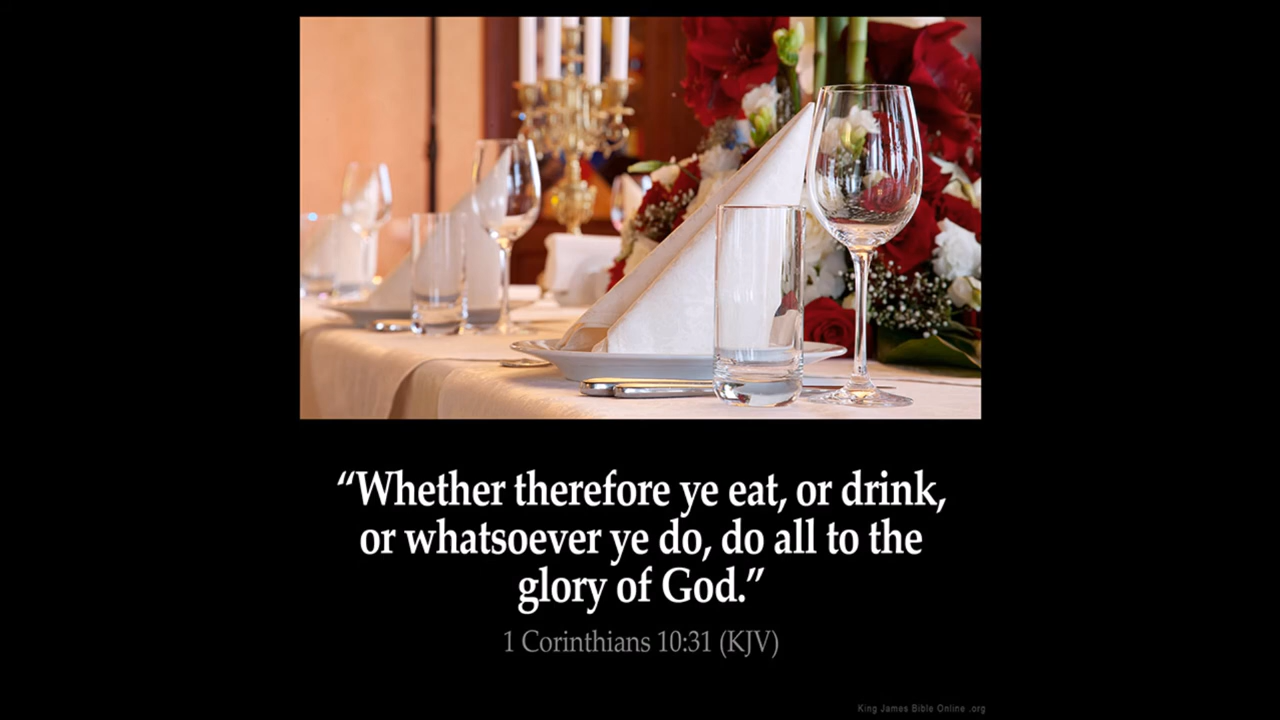 “Whether therefore ye eat, or drink,
or whatsoever ye do, do all to the
glory of God.”
1 Corinthians 10:31 (KJV)
King James Bible Online .org